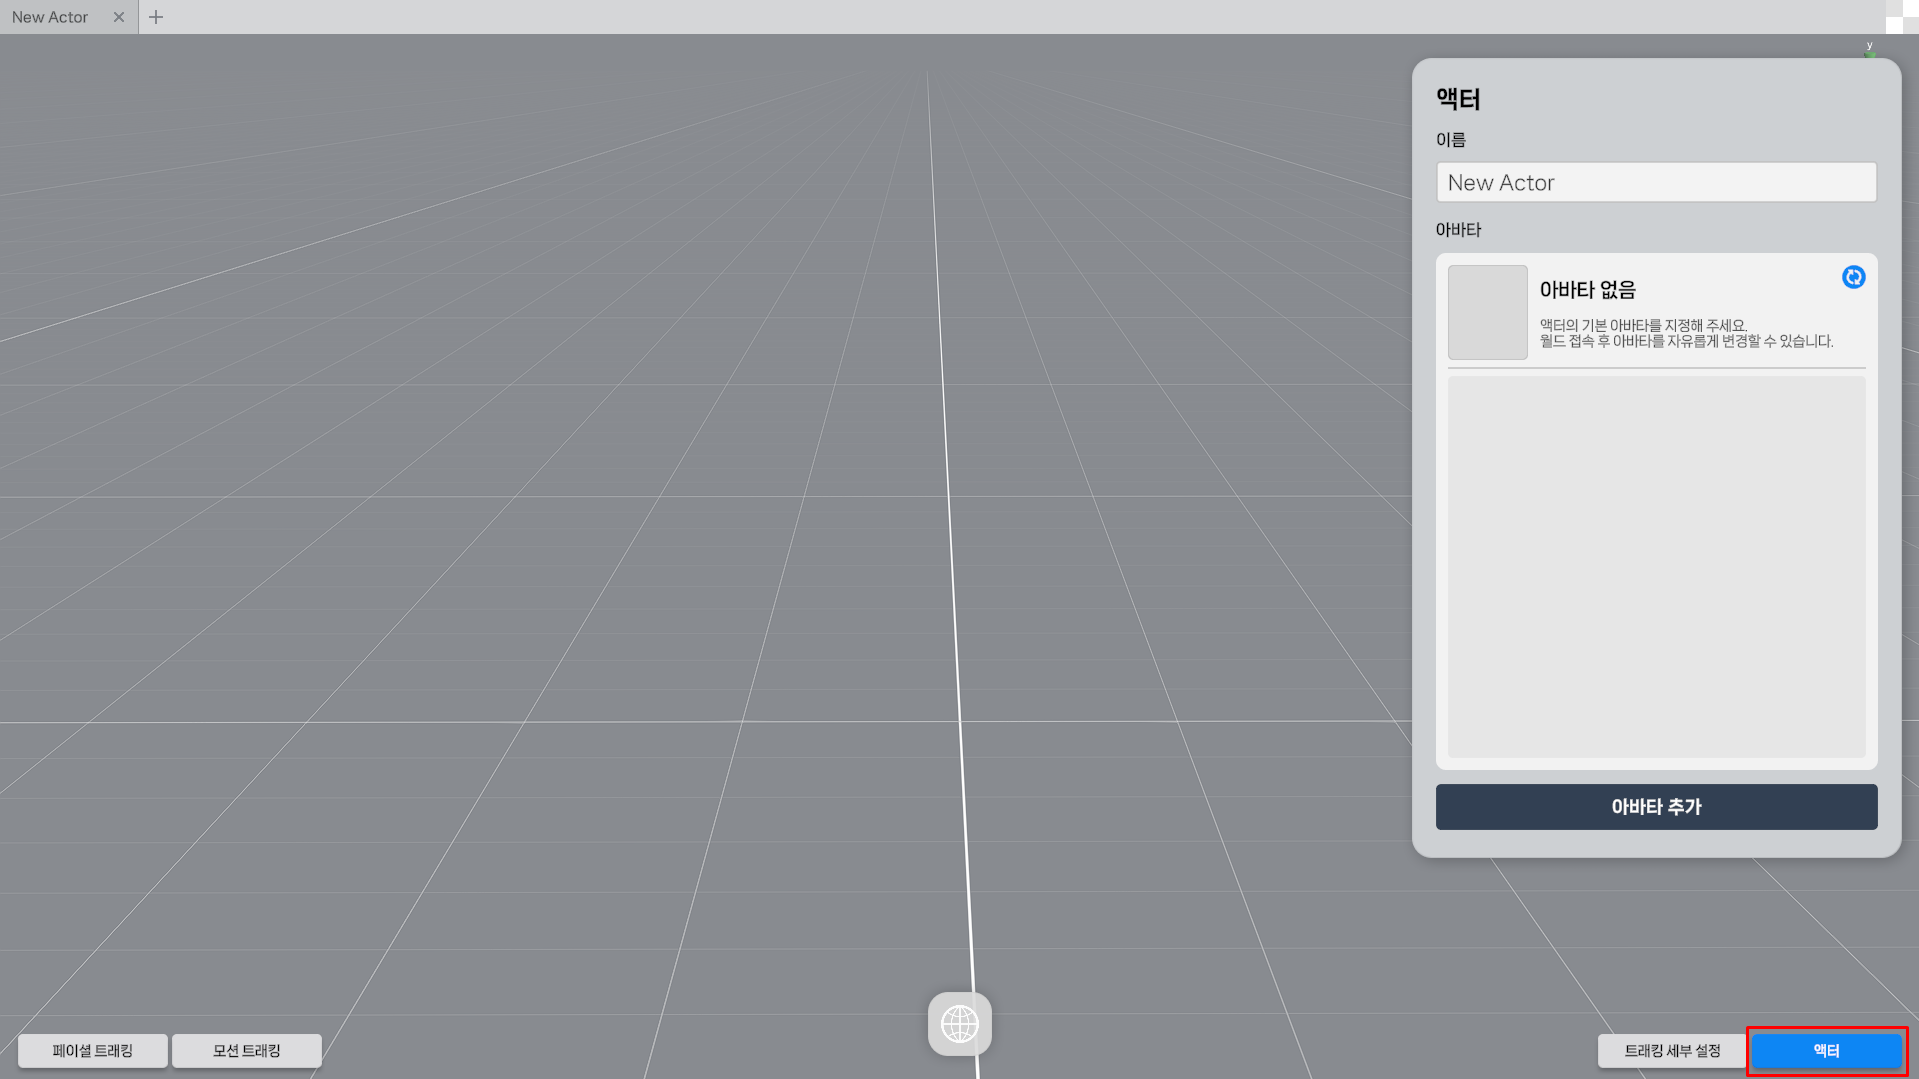 New Actor
y
액터
이름
New Actor
아바타
아바타 없음
액터의 기본 아바타를 지정해 주세요.
월드 접속 후 아바타를 자유롭게 변경할 수 있습니다.
아바타 추가
페이셜 트래킹
모션 트래킹
트래킹 세부 설정
액터